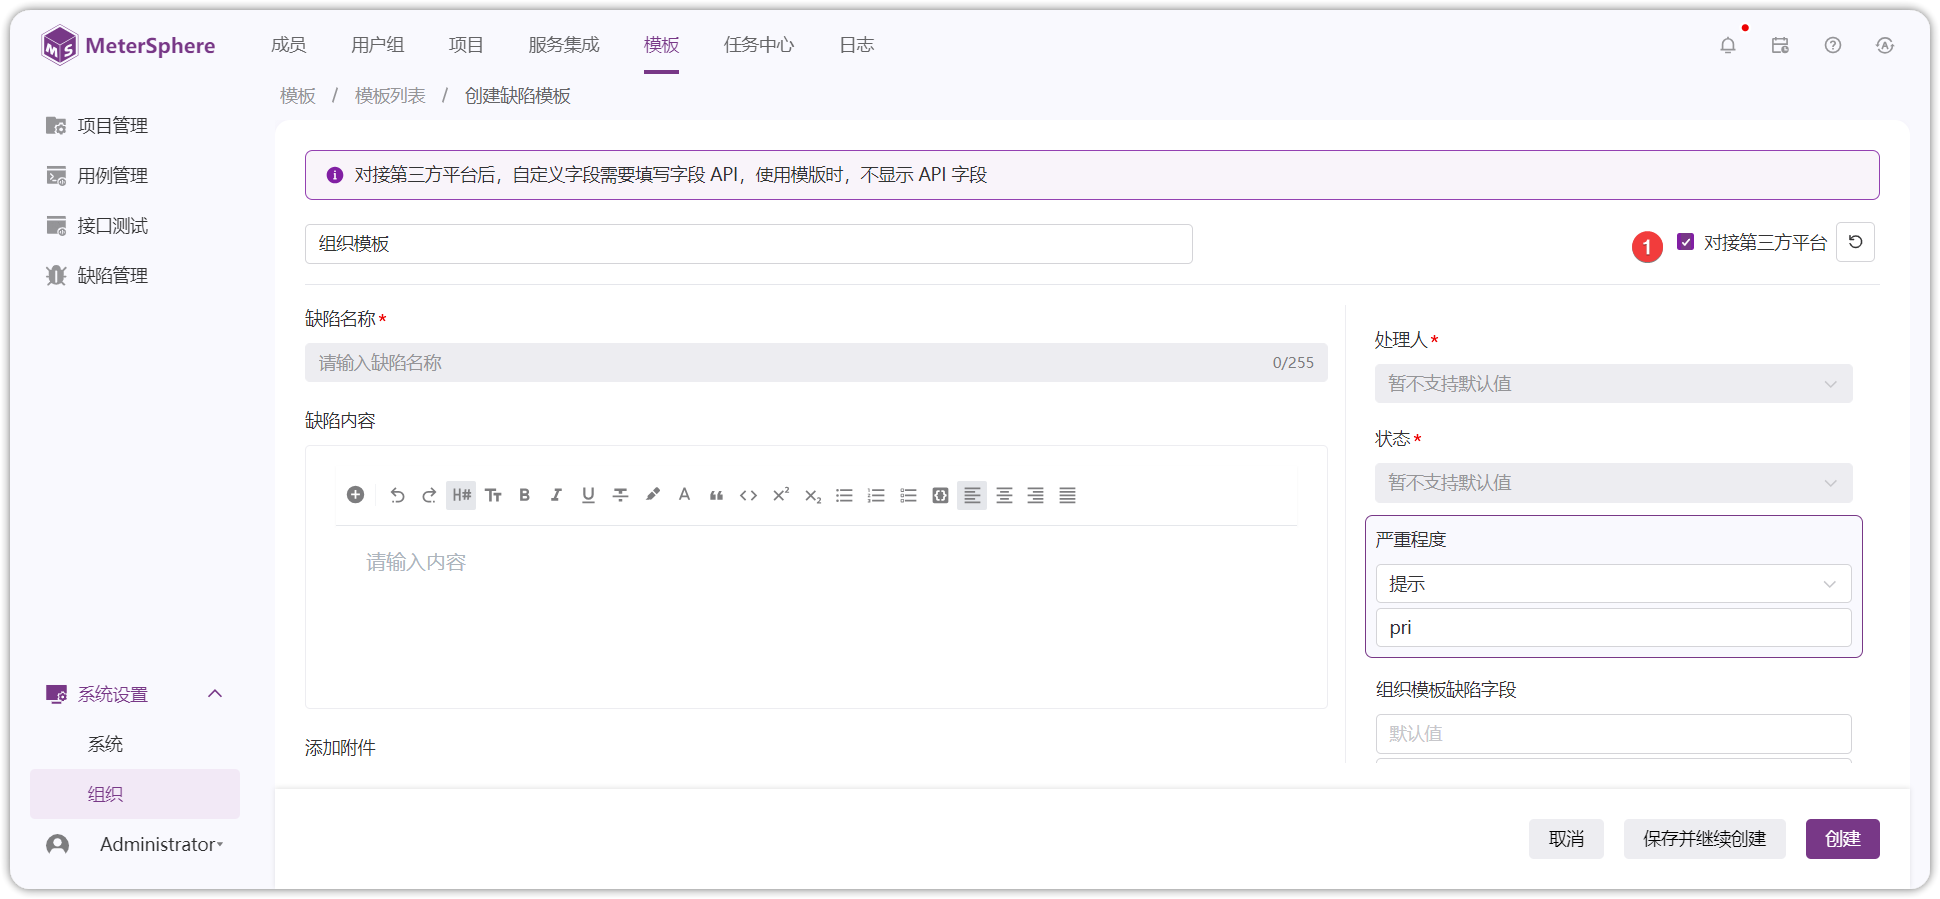 MeterSphere
成员 用户组 项目 服务集成 模板 任务中心 日志
模板 / 模板列表 / 创建缺陷模板
项目管理
用例管理
接口测试
缺陷管理
对接第三方平台后，自定义字段需要填写字段 API，使用模版时，不显示 API 字段
组织模板
1 对接第三方平台
缺陷名称*
请输入缺陷名称 0/255
缺陷内容
请输入内容
添加附件
处理人*
暂不支持默认值
状态*
暂不支持默认值
严重程度
提示
pri
组织模板缺陷字段
默认值
系统设置
系统
组织
Administrator
取消 保存并继续创建 创建